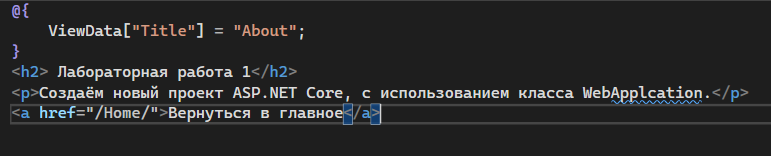 @{
    ViewData["Title"] = "About";
}
<h2> Лабораторная работа 1</h2>
<p>Создаём новый проект ASP.NET Core, с использованием класса WebApplcation.</p>
<a href="/Home/">Вернуться в главное</a>